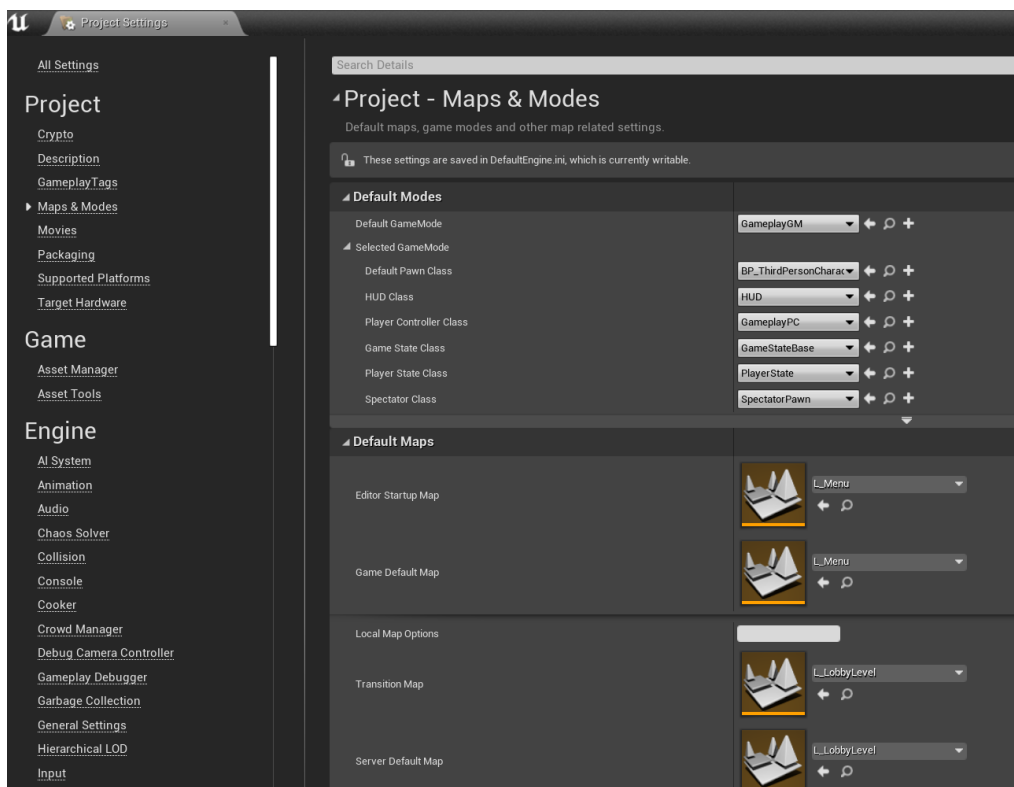 Project Settings
All Settings
Project
Crypto
Description
GameplayTags
Maps & Modes
Movies
Packaging
Supported Platforms
Target Hardware
Game
Asset Manager
Asset Tools
Engine
AI System
Animation
Audio
Chaos Solver
Collision
Console
Cooker
Crowd Manager
Debug Camera Controller
Gameplay Debugger
Garbage Collection
General Settings
Hierarchical LOD
Input
Search Details
Project - Maps & Modes
Default maps, game modes and other map related settings.
These settings are saved in DefaultEngine.ini, which is currently writable.
Default Modes
Default GameMode GameplayGM
Selected GameMode
Default Pawn Class BP_ThirdPersonCharac
HUD Class HUD
Player Controller Class GameplayPC
Game State Class GameStateBase
Player State Class PlayerState
Spectator Class SpectatorPawn
Default Maps
Editor Startup Map L_Menu
Game Default Map L_Menu
Local Map Options
Transition Map L_LobbyLevel
Server Default Map L_LobbyLevel